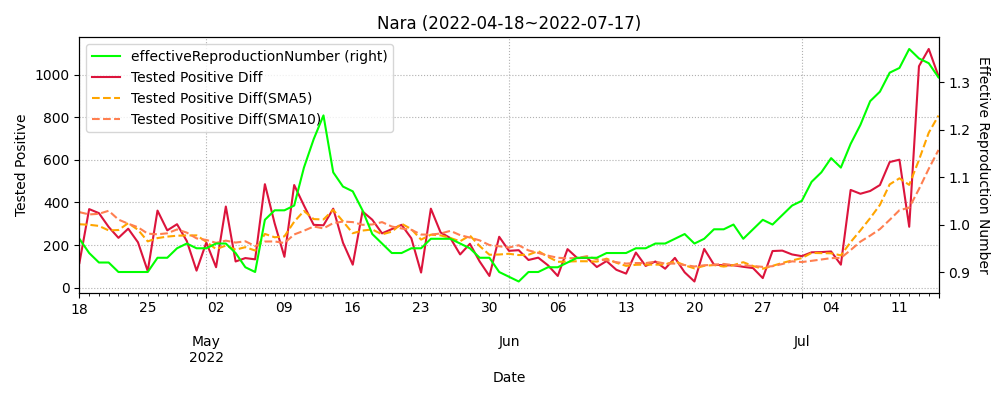 Nara (2022-04-18~2022-07-17)
effectiveReproductionNumber (right)
Tested Positive Diff
Tested Positive Diff(SMA5)
Tested Positive Diff(SMA10)
Tested Positive
1000
800
600
400
200
0
Effective Reproduction Number
1.3
1.2
1.1
1.0
0.9
18 25 02 09 16 23 30 06 13 20 27 04 11
May Jun Jul
2022
Date